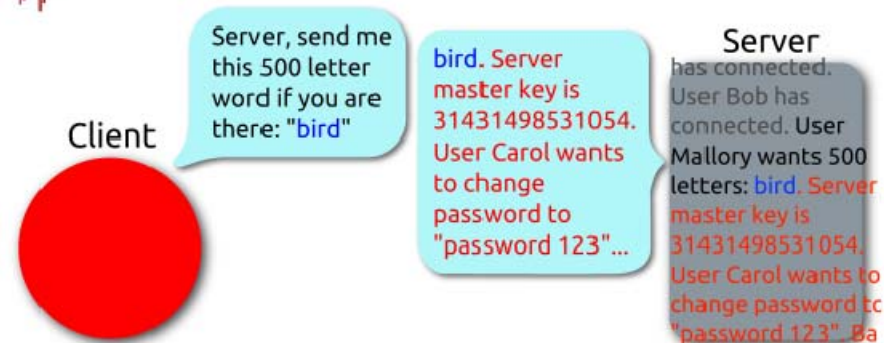 Client
Server, send me
this 500 letter
word if you are
there: "bird"
bird. Server
master key is
31431498531054.
User Carol wants
to change
password to
"password 123"...
Server
has connected.
User Bob has
connected. User
Mallory wants 500
letters: bird. Server
master key is
31431498531054.
User Carol wants to
change password to
"password 123". Ba